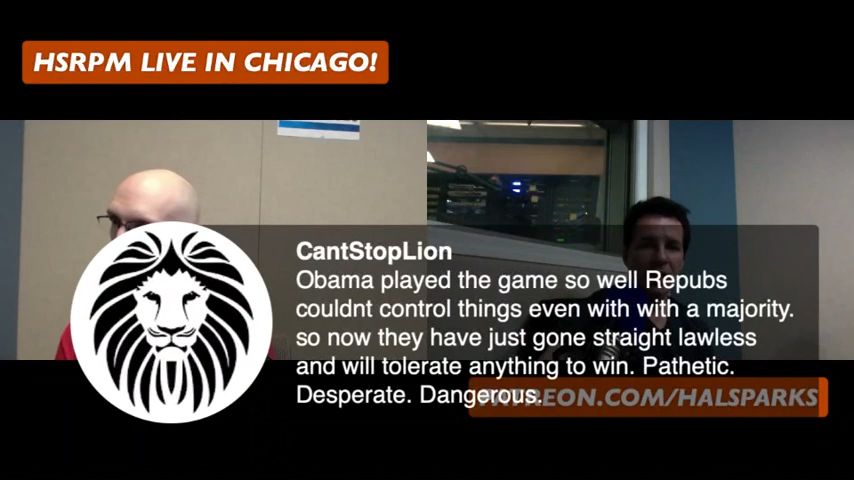 HSRPM LIVE IN CHICAGO!
CantStopLion
Obama played the game so well Repubs
couldnt control things even with with a majority.
so now they have just gone straight lawless
and will tolerate anything to win. Pathetic.
Desperate. Dangerous.
PATREON.COM/HALSPARKS